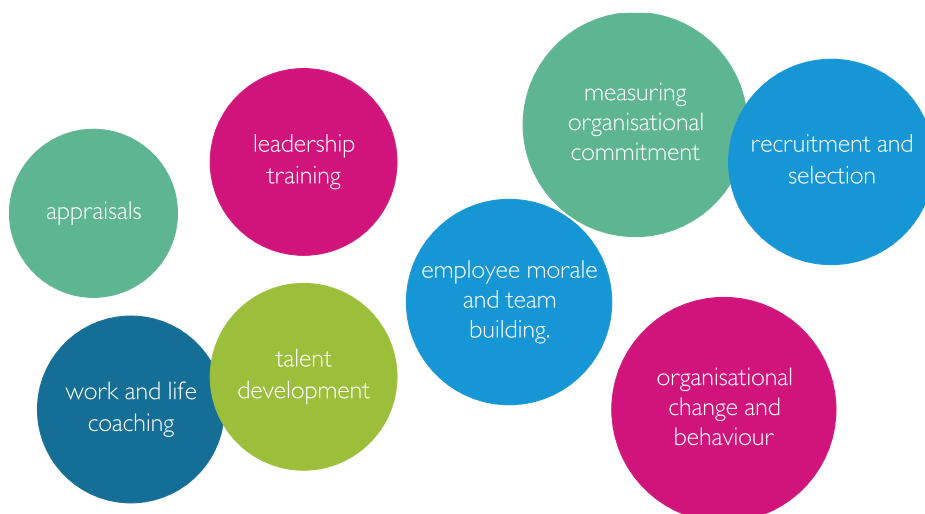 appraisals
leadership
training
work and life
coaching
talent
development
employee morale
and team
building.
measuring
organisational
commitment
recruitment and
selection
organisational
change and
behaviour